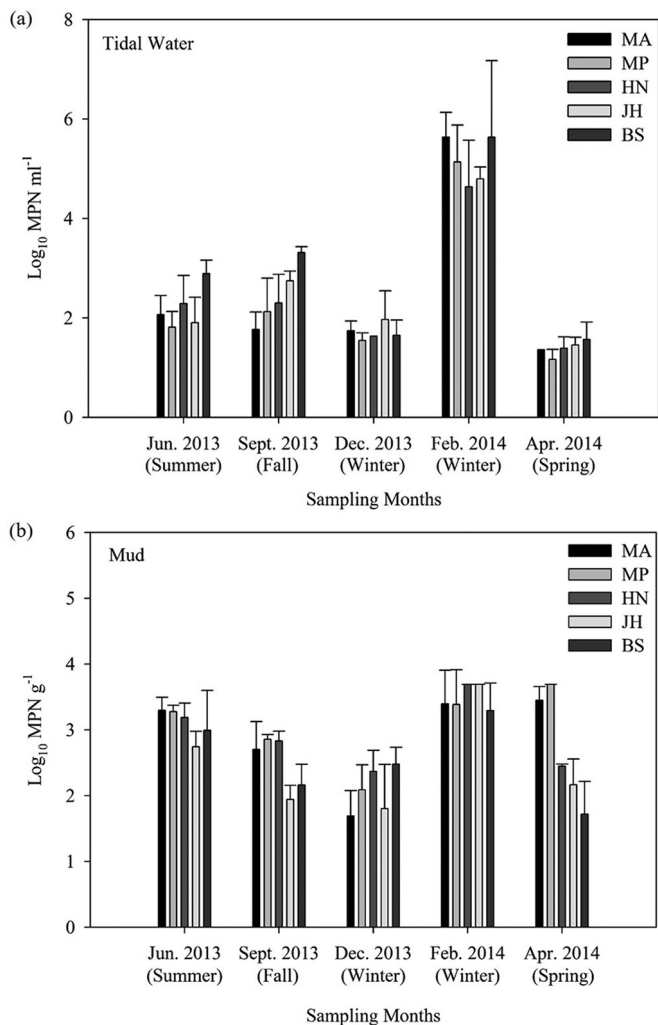 (a)
Tidal Water
MA
MP
HN
JH
BS
8
6
4
2
0
Log10 MPN ml-1
Jun. 2013 Sept. 2013 Dec. 2013 Feb. 2014 Apr. 2014
(Summer) (Fall) (Winter) (Winter) (Spring)
Sampling Months
(b)
Mud
MA
MP
HN
JH
BS
6
5
4
3
2
1
0
Log10 MPN g-1
Jun. 2013 Sept. 2013 Dec. 2013 Feb. 2014 Apr. 2014
(Summer) (Fall) (Winter) (Winter) (Spring)
Sampling Months